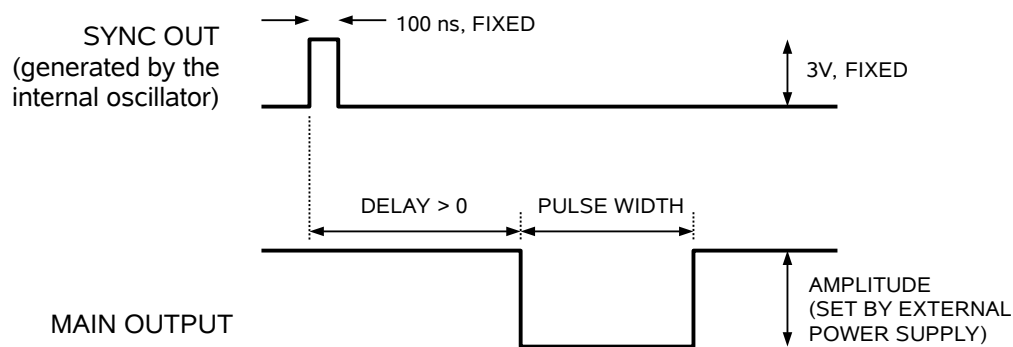 100 ns, FIXED
SYNC OUT
(generated by the
internal oscillator)
3V, FIXED
DELAY > 0
PULSE WIDTH
AMPLITUDE
(SET BY EXTERNAL
POWER SUPPLY)
MAIN OUTPUT